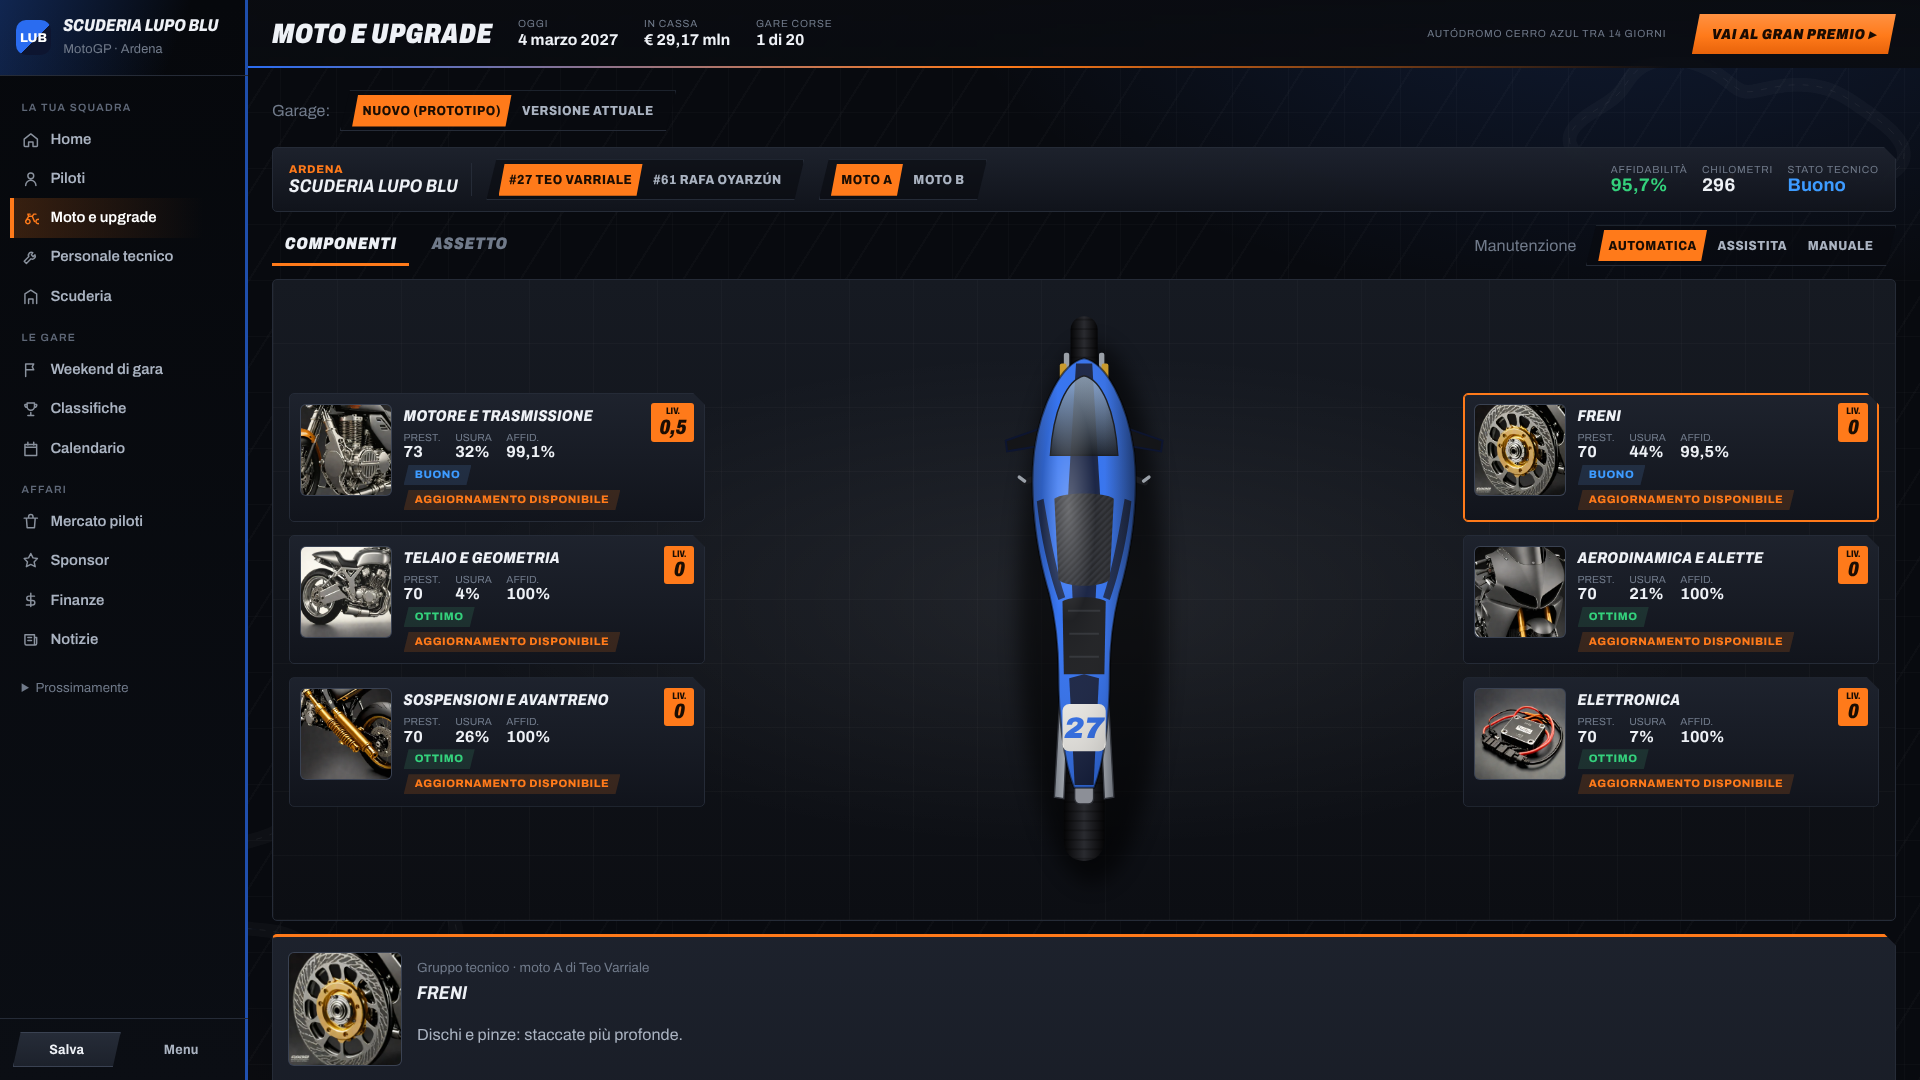 LUB
SCUDERIA LUPO BLU
MotoGP · Ardena
LA TUA SQUADRA
Home
Piloti
Moto e upgrade
Personale tecnico
Scuderia
LE GARE
Weekend di gara
Classifiche
Calendario
AFFARI
Mercato piloti
Sponsor
Finanze
Notizie
Prossimamente
Salva
Menu
MOTO E UPGRADE
OGGI
4 marzo 2027
IN CASSA
€ 29,17 mln
GARE CORSE
1 di 20
AUTÓDROMO CERRO AZUL TRA 14 GIORNI
VAI AL GRAN PREMIO ▸
Garage:
NUOVO (PROTOTIPO)
VERSIONE ATTUALE
ARDENA
SCUDERIA LUPO BLU
#27 TEO VARRIALE
#61 RAFA OYARZÚN
MOTO A
MOTO B
AFFIDABILITÀ
95,7%
CHILOMETRI
296
STATO TECNICO
Buono
COMPONENTI
ASSETTO
Manutenzione
AUTOMATICA
ASSISTITA
MANUALE
MOTORE E TRASMISSIONE
LIV.
0,5
PREST. USURA AFFID.
73 32% 99,1%
BUONO
AGGIORNAMENTO DISPONIBILE
TELAIO E GEOMETRIA
LIV.
0
PREST. USURA AFFID.
70 4% 100%
OTTIMO
AGGIORNAMENTO DISPONIBILE
SOSPENSIONI E AVANTRENO
LIV.
0
PREST. USURA AFFID.
70 26% 100%
OTTIMO
AGGIORNAMENTO DISPONIBILE
27
FRENI
LIV.
0
PREST. USURA AFFID.
70 44% 99,5%
BUONO
AGGIORNAMENTO DISPONIBILE
AERODINAMICA E ALETTE
LIV.
0
PREST. USURA AFFID.
70 21% 100%
OTTIMO
AGGIORNAMENTO DISPONIBILE
ELETTRONICA
LIV.
0
PREST. USURA AFFID.
70 7% 100%
OTTIMO
AGGIORNAMENTO DISPONIBILE
Gruppo tecnico · moto A di Teo Varriale
FRENI
Dischi e pinze: staccate più profonde.